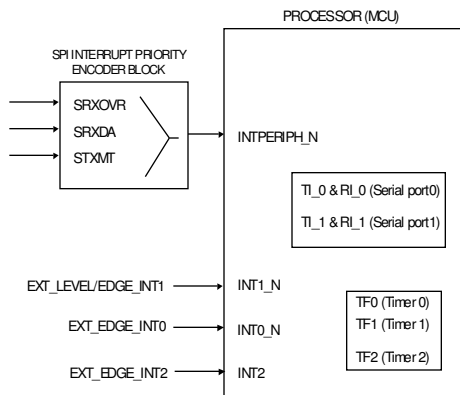 PROCESSOR (MCU)
SPI INTERRUPT PRIORITY
ENCODER BLOCK
SRXOVR
SRXDA
STXMT
INTPERIPH_N
TI_0 & RI_0 (Serial port0)
TI_1 & RI_1 (Serial port1)
EXT_LEVEL/EDGE_INT1
INT1_N
EXT_EDGE_INT0
INT0_N
EXT_EDGE_INT2
INT2
TF0 (Timer 0)
TF1 (Timer 1)
TF2 (Timer 2)